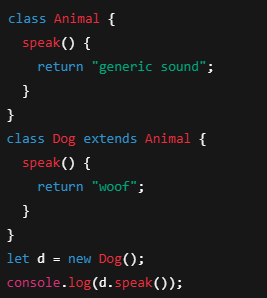 class Animal {
  speak() {
    return "generic sound";
  }
}
class Dog extends Animal {
  speak() {
    return "woof";
  }
}
let d = new Dog();
console.log(d.speak());